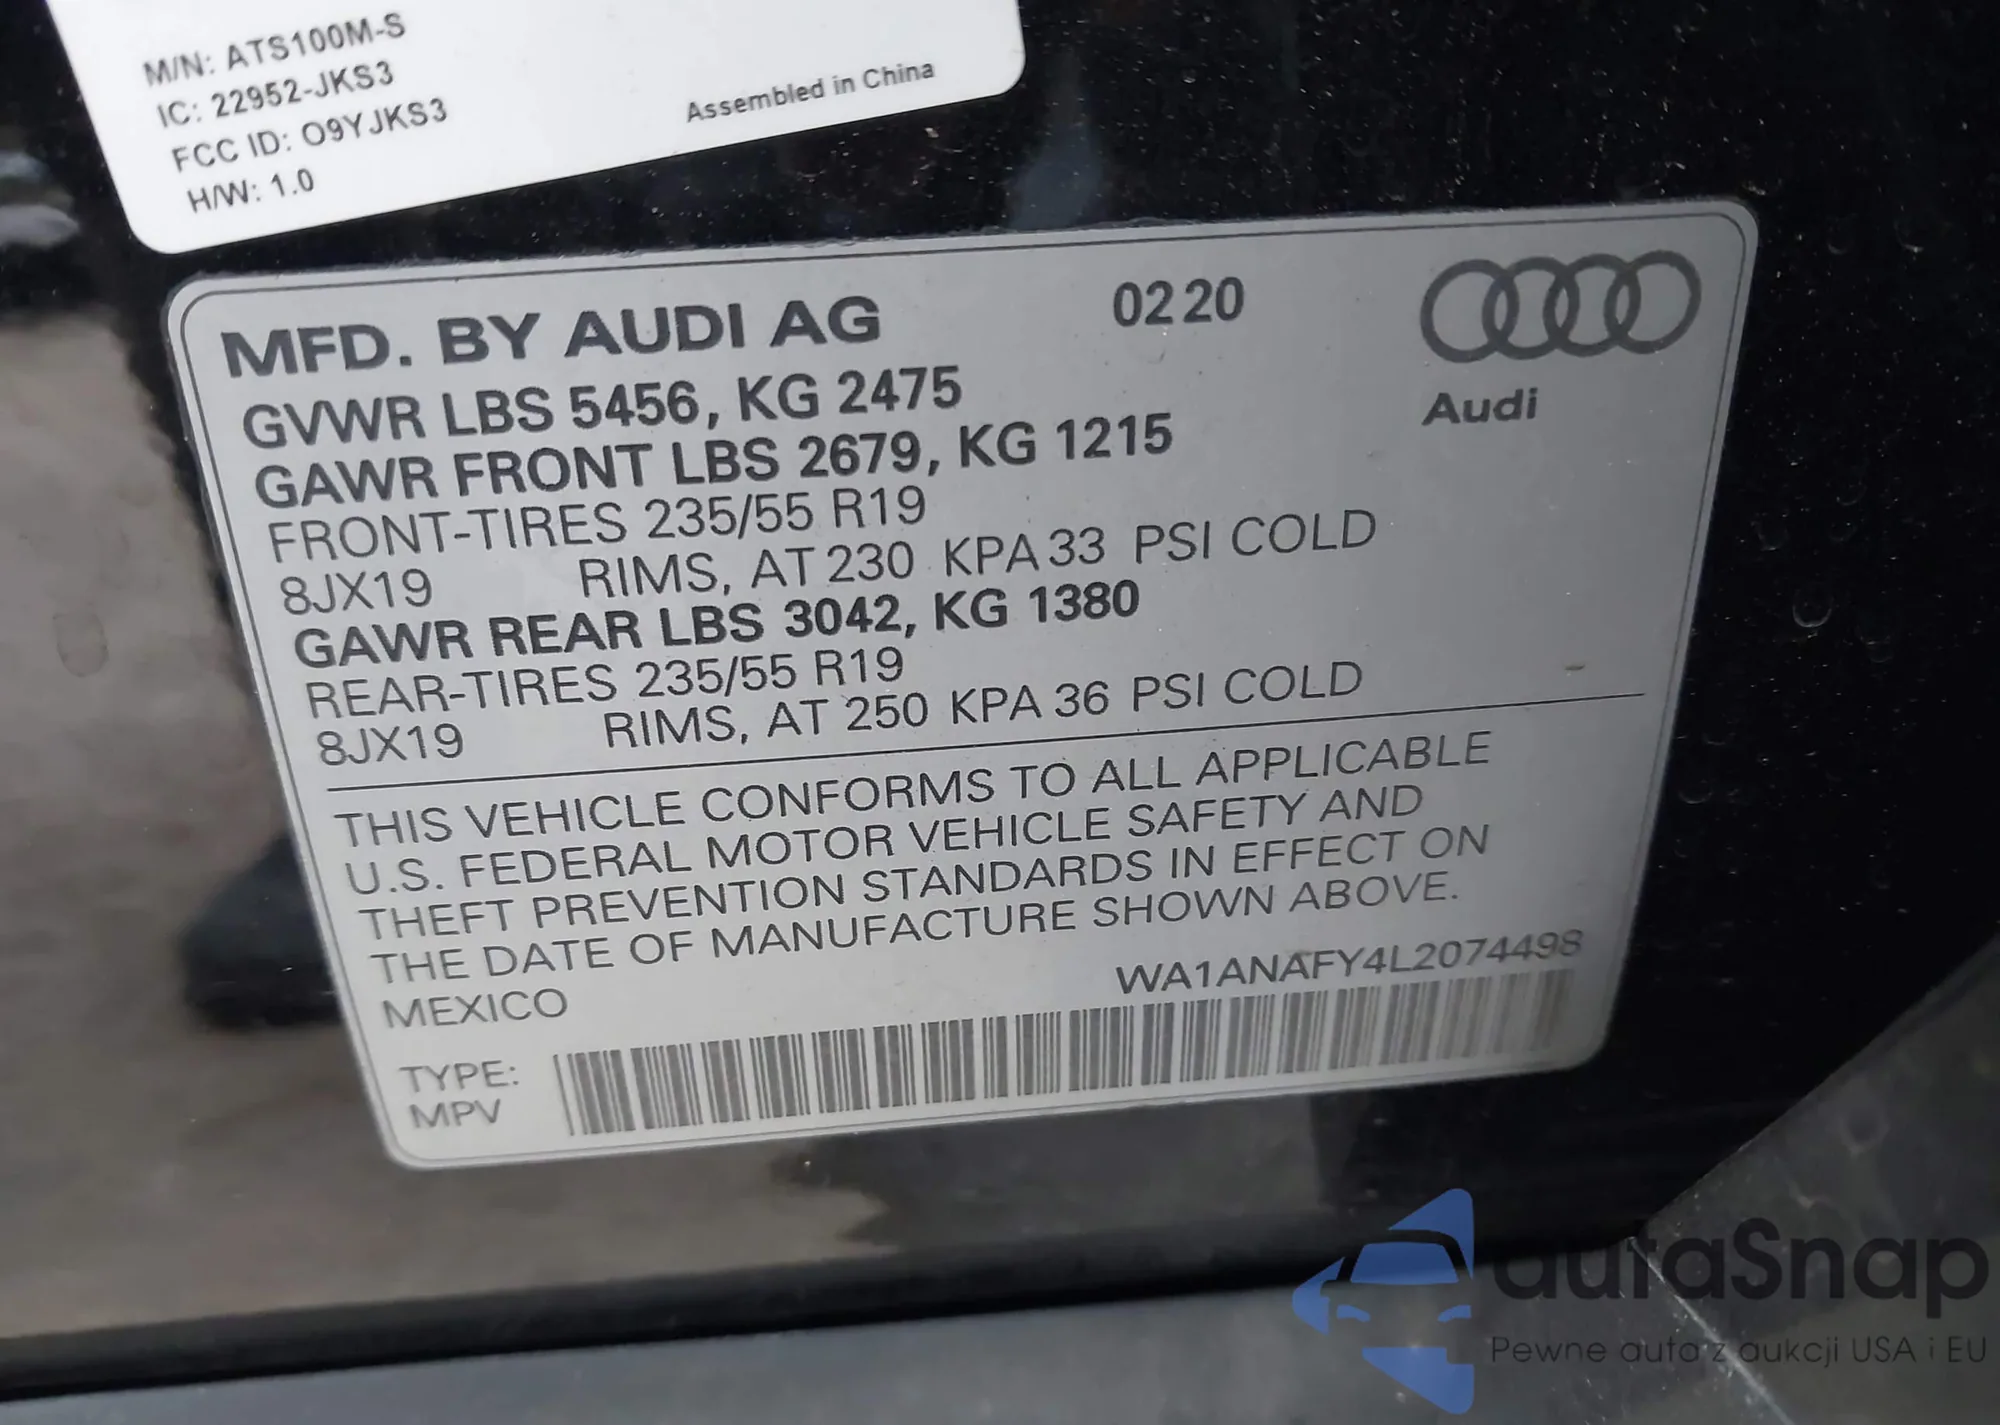 M/N: ATS100M-S
IC: 22952-JKS3
FCC ID: O9YJKS3
H/W: 1.0
Assembled in China
MFD. BY AUDI AG 0220
Audi
GVWR LBS 5456, KG 2475
GAWR FRONT LBS 2679, KG 1215
FRONT-TIRES 235/55 R19
8JX19 RIMS, AT 230 KPA 33 PSI COLD
GAWR REAR LBS 3042, KG 1380
REAR-TIRES 235/55 R19
8JX19 RIMS, AT 250 KPA 36 PSI COLD
THIS VEHICLE CONFORMS TO ALL APPLICABLE
U.S. FEDERAL MOTOR VEHICLE SAFETY AND
THEFT PREVENTION STANDARDS IN EFFECT ON
THE DATE OF MANUFACTURE SHOWN ABOVE.
MEXICO WA1ANAFY4L2074498
TYPE:
MPV
autaSnap
Pewne auta z aukcji USA i EU